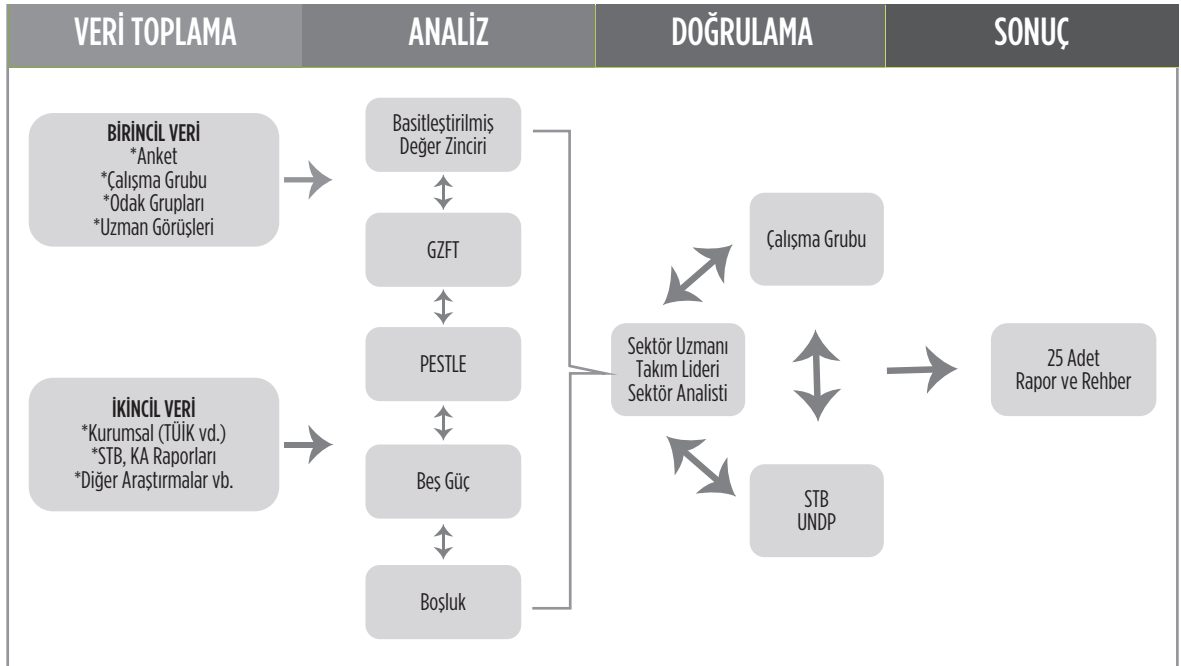 VERİ TOPLAMA
ANALİZ
DOĞRULAMA
SONUÇ
BİRİNCİL VERİ
*Anket
*Çalışma Grubu
*Odak Grupları
*Uzman Görüşleri
İKİNCİL VERİ
*Kurumsal (TÜİK vd.)
*STB, KA Raporları
*Diğer Araştırmalar vb.
Basitleştirilmiş
Değer Zinciri
GZFT
PESTLE
Beş Güç
Boşluk
Sektör Uzmanı
Takım Lideri
Sektör Analisti
Çalışma Grubu
STB
UNDP
25 Adet
Rapor ve Rehber